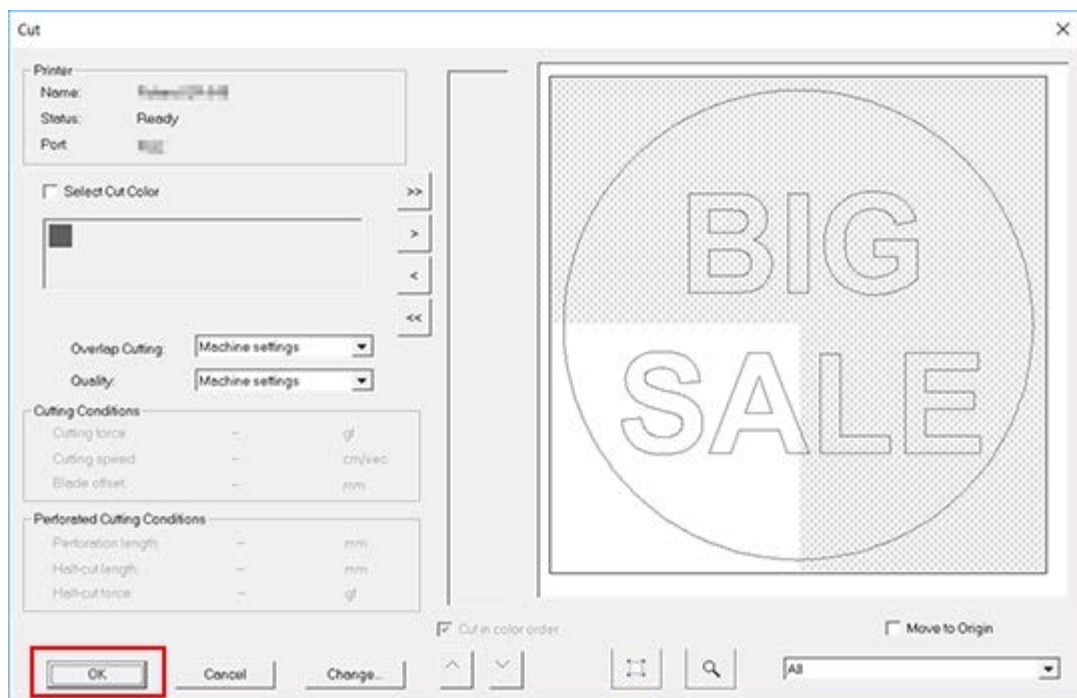 Cut
Printer
Name:
Status: Ready
Port
Select Cut Color
>>
>
<
<<
Overlap Cutting: Machine settings
Quality: Machine settings
Cutting Conditions
Cutting force: -- gf
Cutting speed: -- cm/sec
Blade offset: -- mm
Perforated Cutting Conditions
Perforation length: -- mm
Half-cut length: -- mm
Half-cut force: -- gf
BIG
SALE
Cut in color order
Move to Origin
OK
Cancel
Change...
All